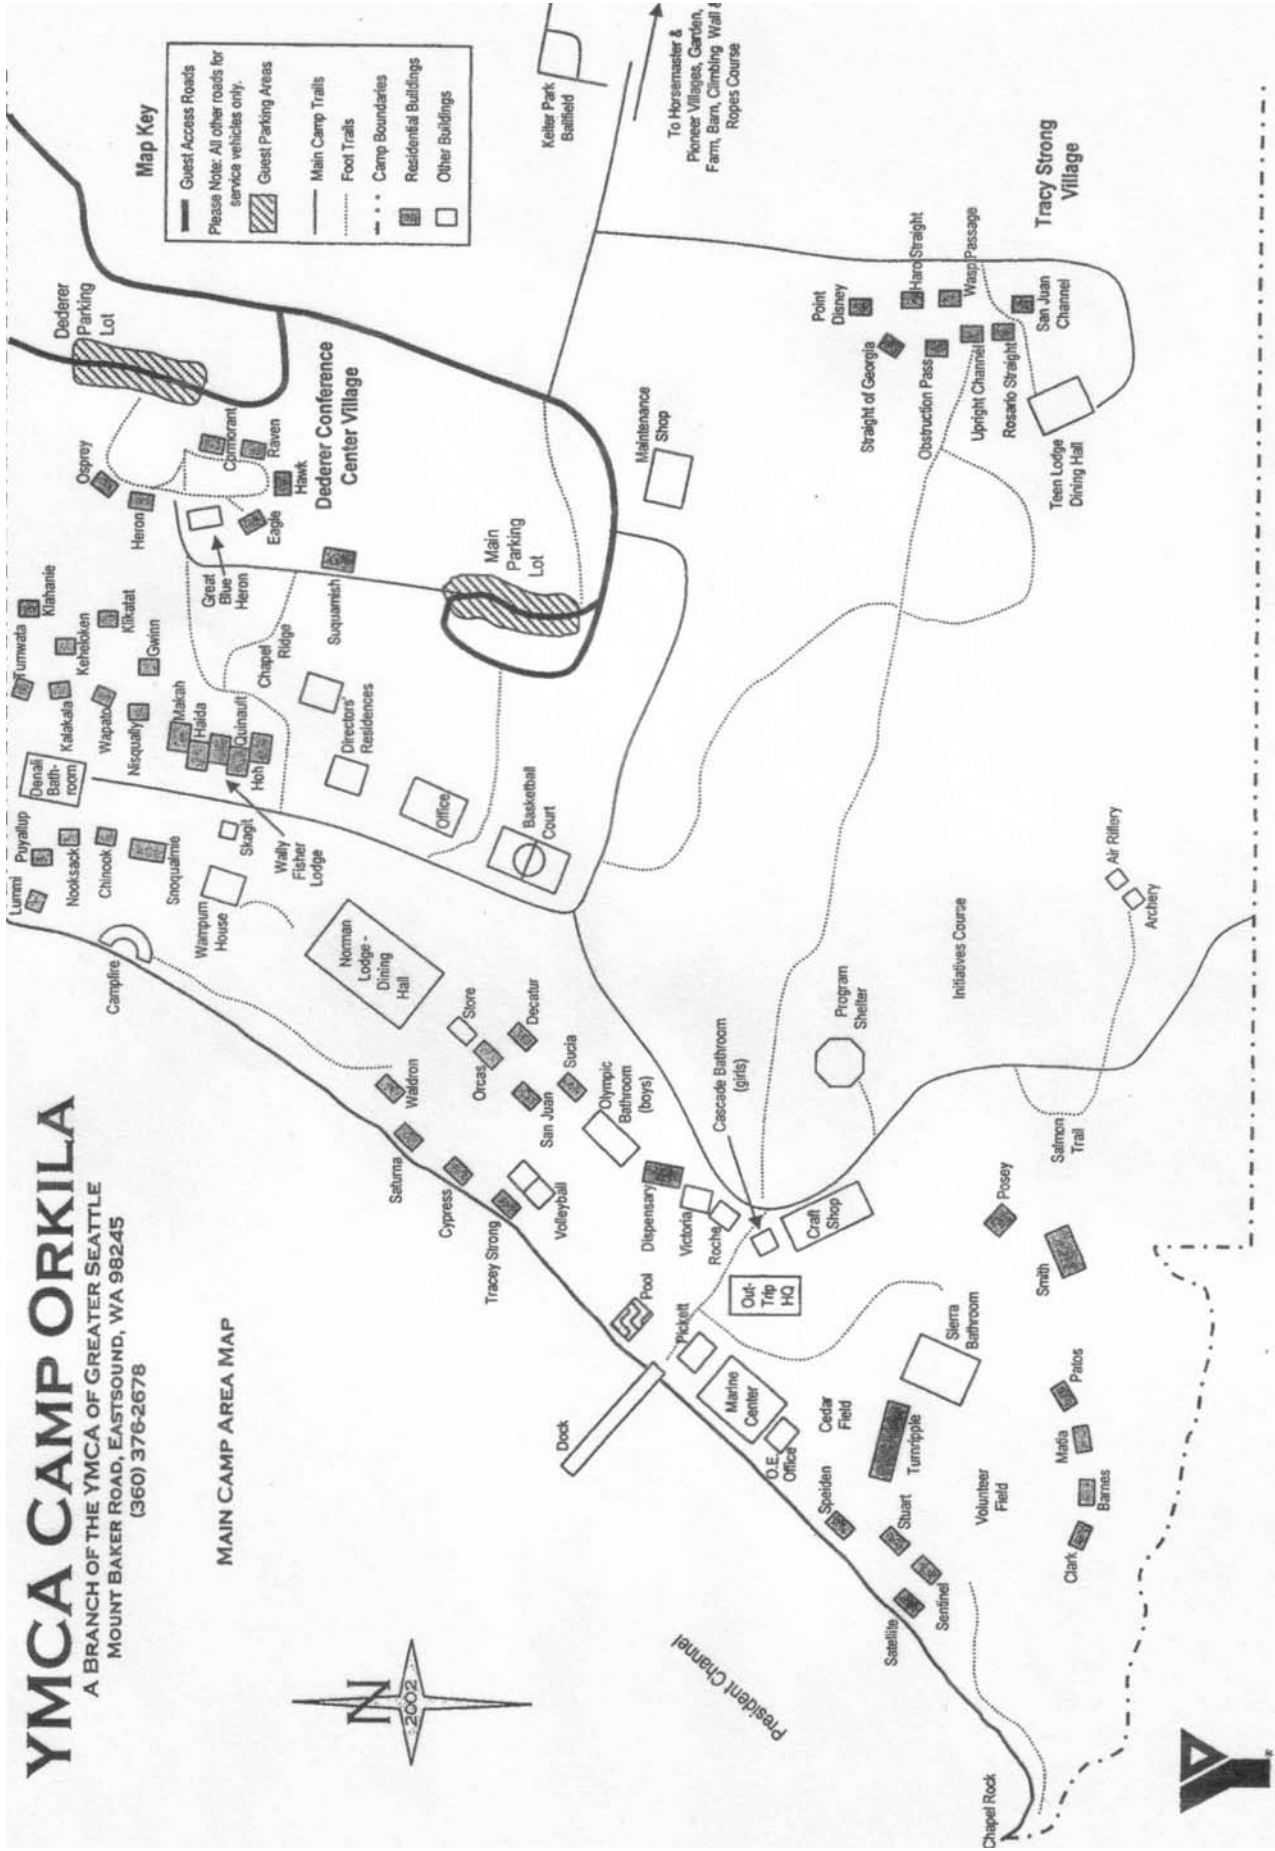 YMCA CAMP ORKILA
A BRANCH OF THE YMCA OF GREATER SEATTLE
MOUNT BAKER ROAD, EASTSOUND, WA 98245
(360) 376-2678
MAIN CAMP AREA MAP
N
2002
Map Key
Guest Access Roads
Please Note: All other roads for
service vehicles only.
Guest Parking Areas
Main Camp Trails
Foot Trails
Camp Boundaries
Residential Buildings
Other Buildings
Kelter Park
Ballfield
To Horsemaster &
Pioneer Villages, Garden,
Farm, Barn, Climbing Wall &
Ropes Course
Dederer
Parking
Lot
Osprey
Heron
Cormorant
Raven
Hawk
Eagle
Great
Blue
Heron
Dederer Conference
Center Village
Suquamish
Main
Parking
Lot
Maintenance
Shop
Tumwata
Klahanie
Kalakala
Keheloken
Wapato
Klikatat
Nisqually
Gwinn
Makah
Haida
Quinault
Hoh
Chapel
Ridge
Directors'
Residences
Denali
Bath-
room
Lummi
Puyallup
Nooksack
Chinook
Snoqualmie
Skagit
Wally
Fisher
Lodge
Wampum
House
Office
Basketball
Court
Campfire
Norman
Lodge -
Dining
Hall
Store
Orcas
Decatur
Waldron
Saturna
San Juan
Sucia
Cypress
Tracey Strong
Volleyball
Olympic
Bathroom
(boys)
Dispensary
Victoria
Roche
Cascade Bathroom
(girls)
Craft
Shop
Out-
Trip
HQ
Pool
Pickett
Dock
Marine
Center
O.E.
Office
Cedar
Field
Program
Shelter
Initiatives Course
Air Riflery
Archery
Salmon
Trail
Posey
Smith
Sierra
Bathroom
Turnripple
Speiden
Stuart
Sentinel
Satellite
Volunteer
Field
Patos
Matia
Barnes
Clark
President Channel
Chapel Rock
Tracy Strong
Village
Point
Disney
Haro Straight
Wasp Passage
San Juan
Channel
Straight of Georgia
Obstruction Pass
Upright Channel
Rosario Straight
Teen Lodge
Dining Hall